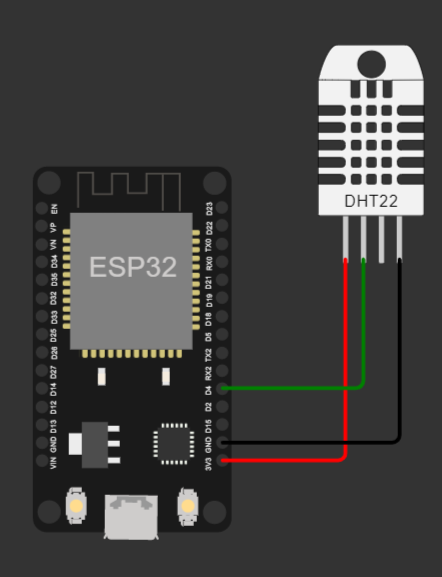 DHT22
ESP32
EN
VP
VN
D34
D35
D32
D33
D25
D26
D27
D14
D12
D13
GND
VIN
D23
D22
TX0
RX0
D21
D19
D18
D5
TX2
RX2
D4
D2
D15
GND
3V3